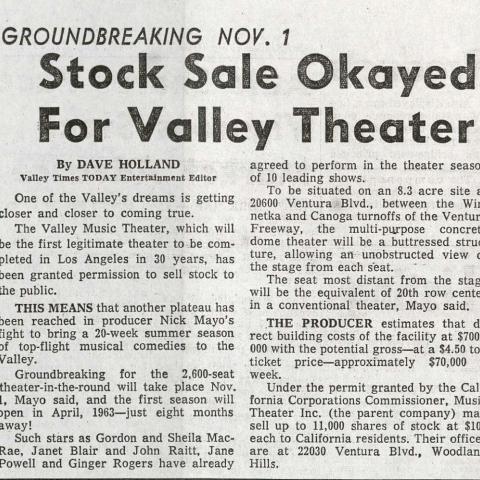 GROUNDBREAKING NOV. 1
Stock Sale Okayed
For Valley Theater
By DAVE HOLLAND
Valley Times TODAY Entertainment Editor
One of the Valley's dreams is getting
closer and closer to coming true.
The Valley Music Theater, which will
be the first legitimate theater to be com-
pleted in Los Angeles in 30 years, has
been granted permission to sell stock to
the public.
THIS MEANS that another plateau has
been reached in producer Nick Mayo's
fight to bring a 20-week summer season
of top-flight musical comedies to the
Valley.
Groundbreaking for the 2,600-seat
theater-in-the-round will take place Nov.
1, Mayo said, and the first season will
open in April, 1963—just eight months
away!
Such stars as Gordon and Sheila Mac-
Rae, Janet Blair and John Raitt, Jane
Powell and Ginger Rogers have already
agreed to perform in the theater seaso
of 10 leading shows.
To be situated on an 8.3 acre site a
20600 Ventura Blvd., between the Win
netka and Canoga turnoffs of the Ventur
Freeway, the multi-purpose concret
dome theater will be a buttressed struc
ture, allowing an unobstructed view o
the stage from each seat.
The seat most distant from the stag
will be the equivalent of 20th row cente
in a conventional theater, Mayo said.
THE PRODUCER estimates that d
rect building costs of the facility at $700
000 with the potential gross—at a $4.50 to
ticket price—approximately $70,000
week.
Under the permit granted by the Cal
fornia Corporations Commissioner, Musi
Theater Inc. (the parent company) ma
sell up to 11,000 shares of stock at $10
each to California residents. Their office
are at 22030 Ventura Blvd., Woodlan
Hills.